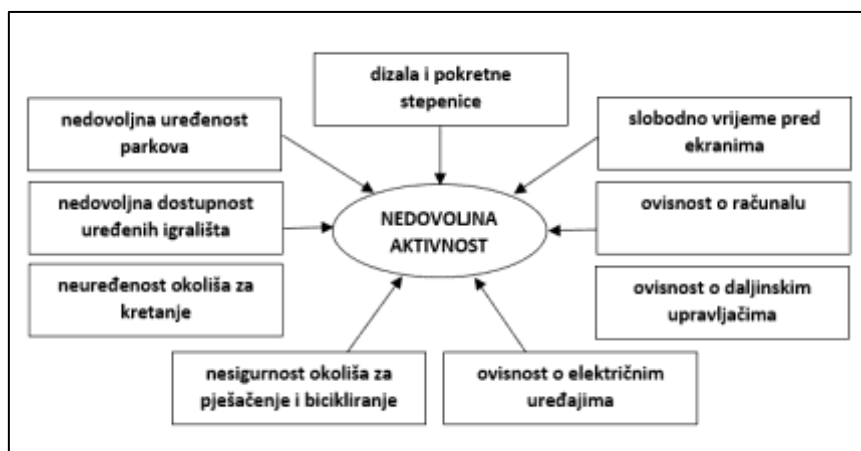 dizala i pokretne
stepenice
nedovoljna uređenost
parkova
slobodno vrijeme pred
ekranima
nedovoljna dostupnost
uređenih igrališta
NEDOVOLJNA
AKTIVNOST
ovisnost o računalu
neuređenost okoliša za
kretanje
ovisnost o daljinskim
upravljačima
nesigurnost okoliša za
pješačenje i bicikliranje
ovisnost o električnim
uređajima